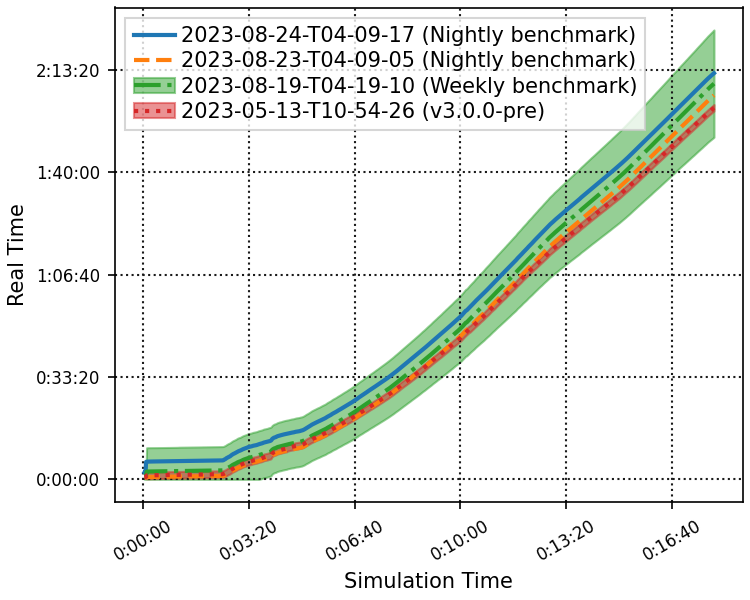 2023-08-24-T04-09-17 (Nightly benchmark)
2023-08-23-T04-09-05 (Nightly benchmark)
2023-08-19-T04-19-10 (Weekly benchmark)
2023-05-13-T10-54-26 (v3.0.0-pre)
Real Time
2:13:20
1:40:00
1:06:40
0:33:20
0:00:00
0:00:00
0:03:20
0:06:40
0:10:00
0:13:20
0:16:40
Simulation Time